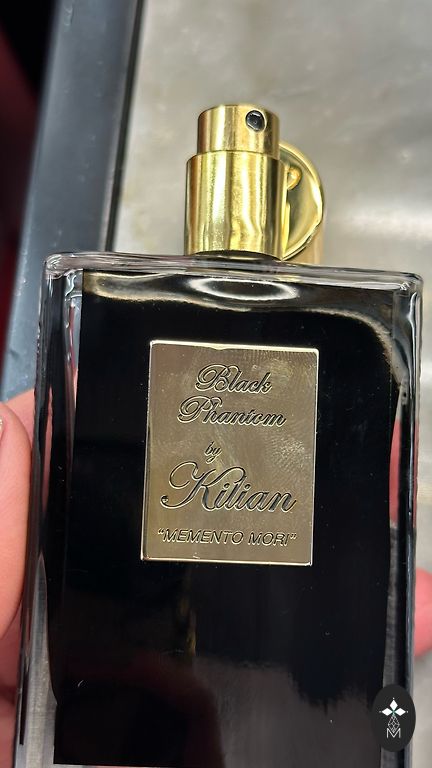 Black
Phantom
by
Kilian
"MEMENTO MORI"